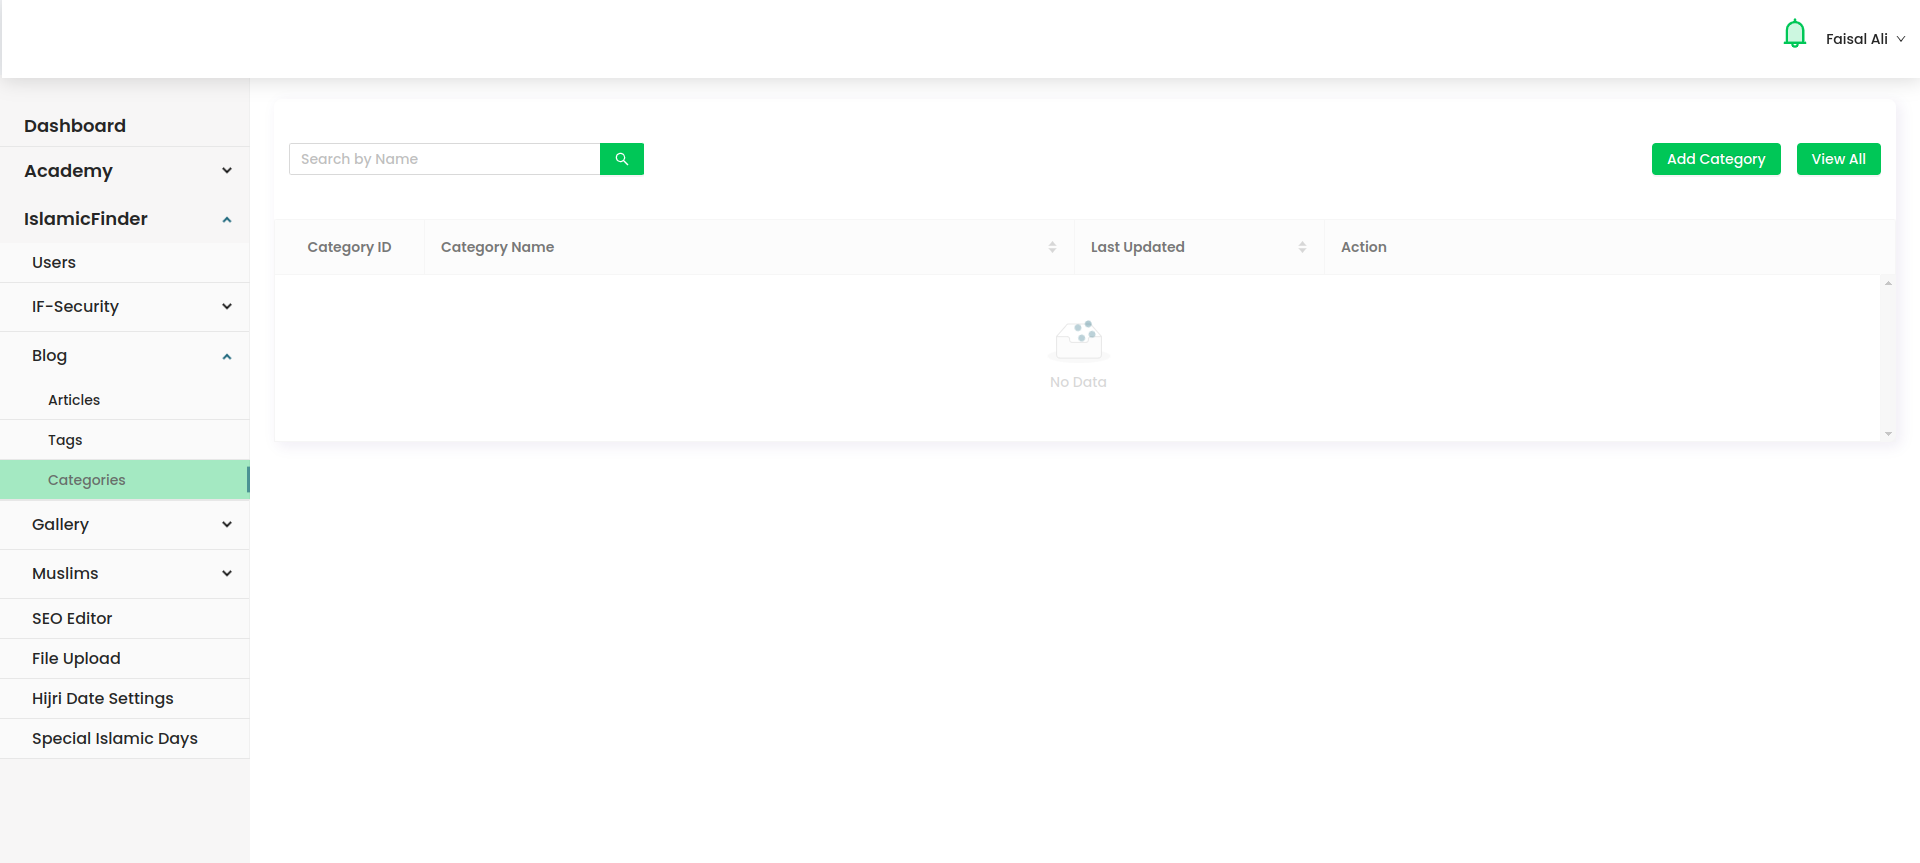 Faisal Ali
Dashboard
Academy
IslamicFinder
Users
IF-Security
Blog
Articles
Tags
Categories
Gallery
Muslims
SEO Editor
File Upload
Hijri Date Settings
Special Islamic Days
Search by Name
Add Category
View All
Category ID
Category Name
Last Updated
Action
No Data